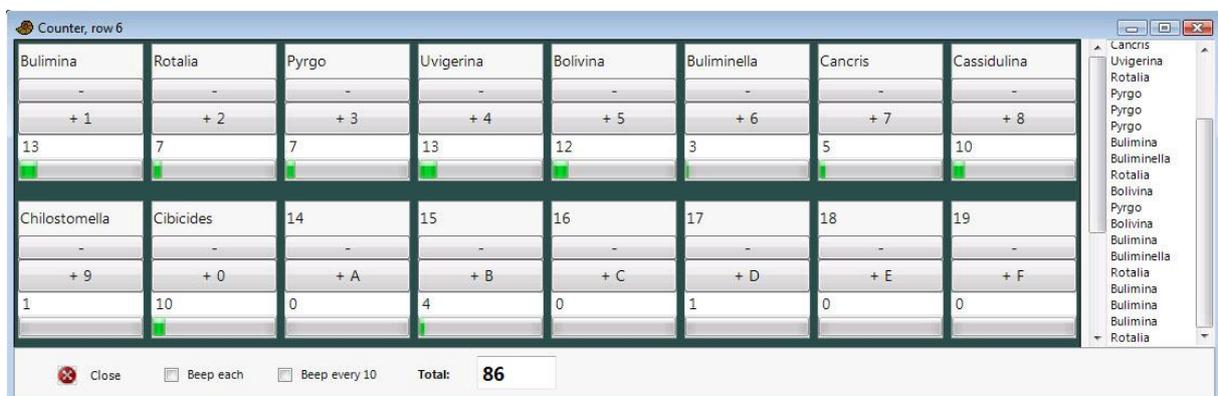 Counter, row 6
Bulimina Rotalia Pyrgo Uvigerina Bolivina Buliminella Cancris Cassidulina
- - - - - - - -
+ 1 + 2 + 3 + 4 + 5 + 6 + 7 + 8
13 7 7 13 12 3 5 10
Chilostomella Cibicides 14 15 16 17 18 19
- - - - - - - -
+ 9 + 0 + A + B + C + D + E + F
1 10 0 4 0 1 0 0
Cancris
Uvigerina
Rotalia
Pyrgo
Pyrgo
Pyrgo
Bulimina
Buliminella
Rotalia
Bolivina
Pyrgo
Bolivina
Bulimina
Buliminella
Rotalia
Bulimina
Bulimina
Bulimina
Rotalia
Close Beep each Beep every 10 Total: 86